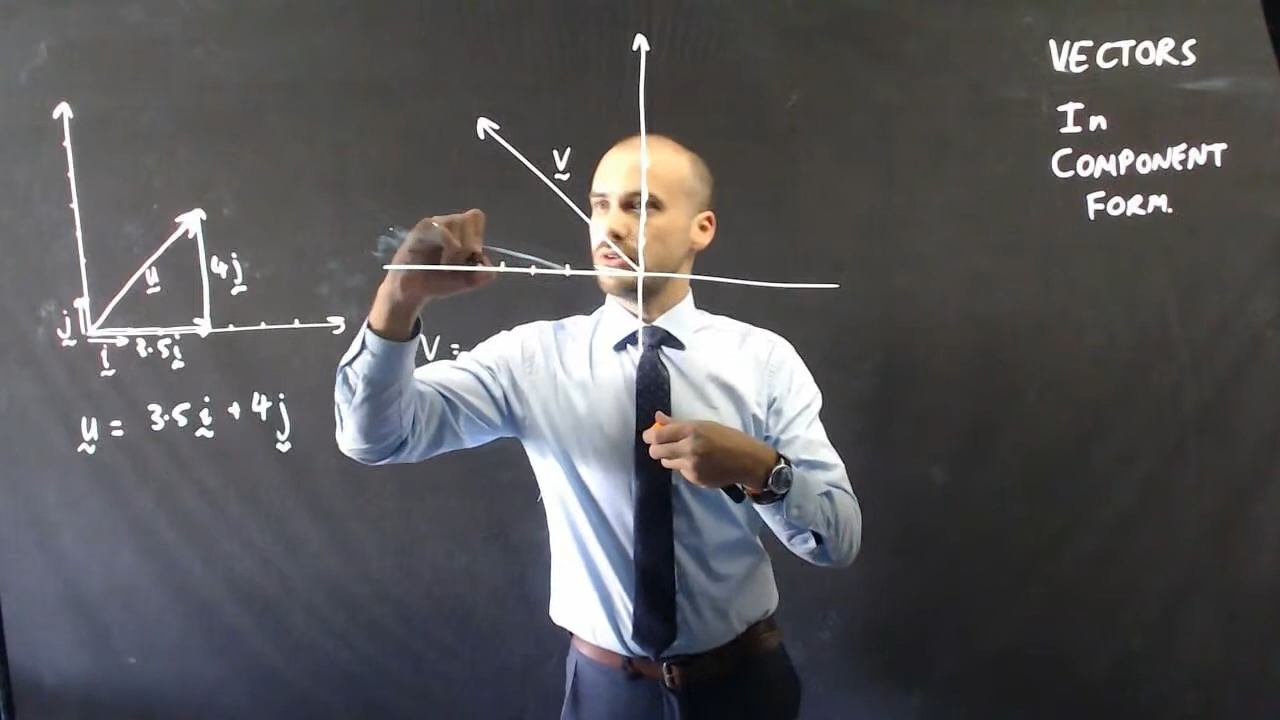 VECTORS
In
COMPONENT
FORM.
v
u
4j
j
i
3.5i
V =
u = 3.5i + 4j